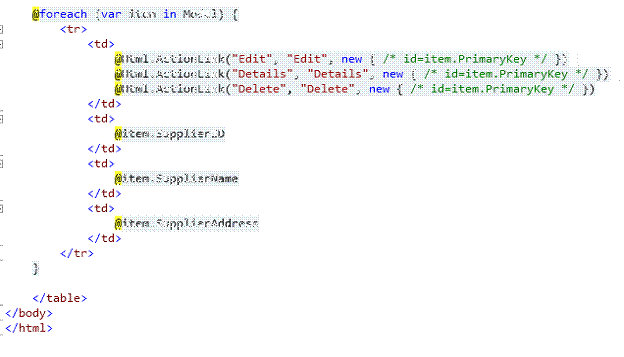 @foreach (var item in Model) {
<tr>
<td>
@Html.ActionLink("Edit", "Edit", new { /* id=item.PrimaryKey */ })
@Html.ActionLink("Details", "Details", new { /* id=item.PrimaryKey */ })
@Html.ActionLink("Delete", "Delete", new { /* id=item.PrimaryKey */ })
</td>
<td>
@item.SupplierID
</td>
<td>
@item.SupplierName
</td>
<td>
@item.SupplierAddress
</td>
</tr>
}
</table>
</body>
</html>